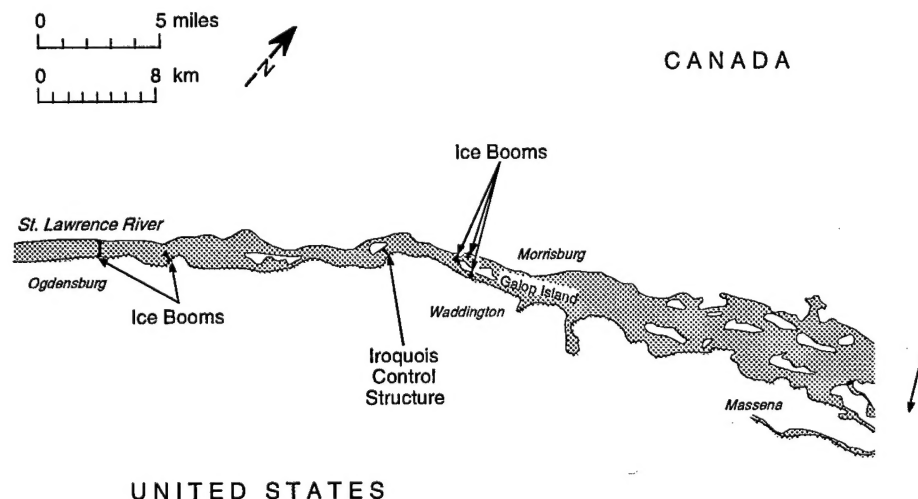 0 5 miles
0 8 km
N
CANADA
Ice Booms
St. Lawrence River
Morrisburg
Ogdensburg
Galop Island
Ice Booms
Waddington
Iroquois
Control
Structure
Massena
UNITED STATES